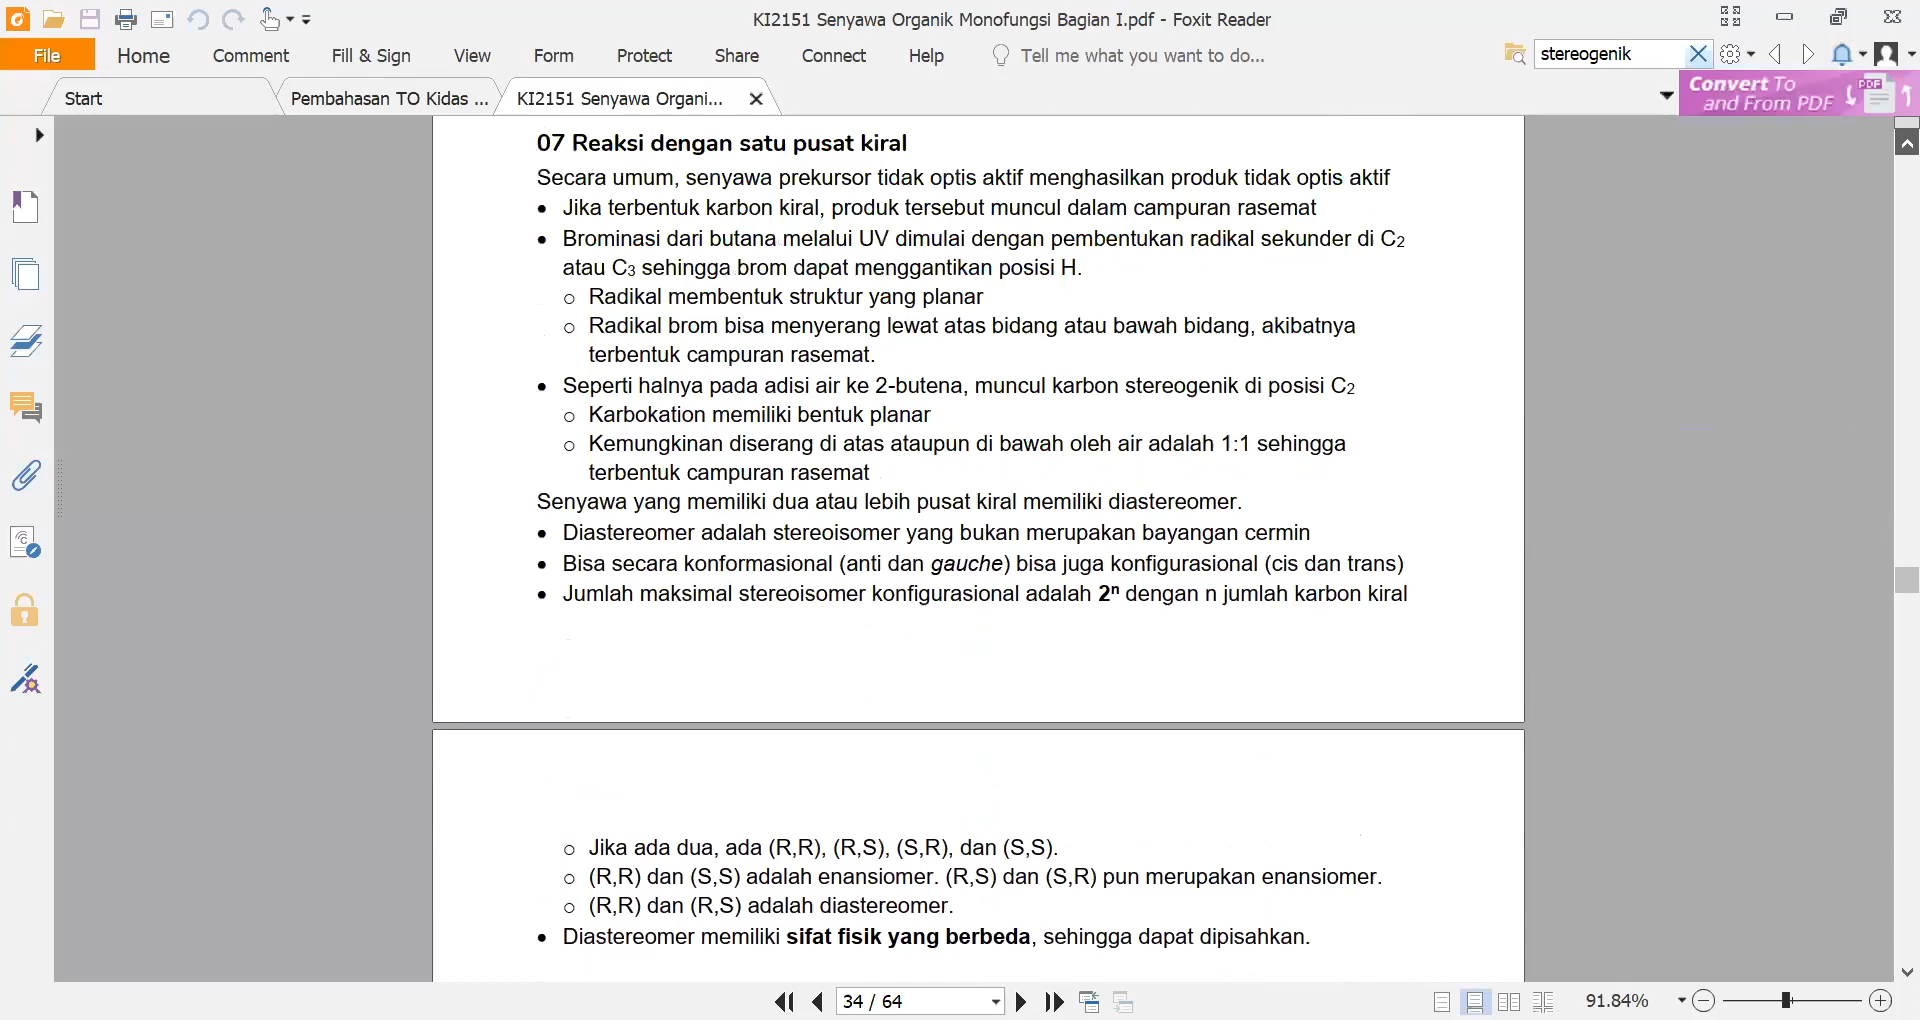 KI2151 Senyawa Organik Monofungsi Bagian I.pdf - Foxit Reader
File Home Comment Fill & Sign View Form Protect Share Connect Help Tell me what you want to do... stereogenik
Start Pembahasan TO Kidas ... KI2151 Senyawa Organi... Convert To and From PDF PDF
07 Reaksi dengan satu pusat kiral
Secara umum, senyawa prekursor tidak optis aktif menghasilkan produk tidak optis aktif
• Jika terbentuk karbon kiral, produk tersebut muncul dalam campuran rasemat
• Brominasi dari butana melalui UV dimulai dengan pembentukan radikal sekunder di C2
atau C3 sehingga brom dapat menggantikan posisi H.
o Radikal membentuk struktur yang planar
o Radikal brom bisa menyerang lewat atas bidang atau bawah bidang, akibatnya
terbentuk campuran rasemat.
• Seperti halnya pada adisi air ke 2-butena, muncul karbon stereogenik di posisi C2
o Karbokation memiliki bentuk planar
o Kemungkinan diserang di atas ataupun di bawah oleh air adalah 1:1 sehingga
terbentuk campuran rasemat
Senyawa yang memiliki dua atau lebih pusat kiral memiliki diastereomer.
• Diastereomer adalah stereoisomer yang bukan merupakan bayangan cermin
• Bisa secara konformasional (anti dan gauche) bisa juga konfigurasional (cis dan trans)
• Jumlah maksimal stereoisomer konfigurasional adalah 2ⁿ dengan n jumlah karbon kiral
o Jika ada dua, ada (R,R), (R,S), (S,R), dan (S,S).
o (R,R) dan (S,S) adalah enansiomer. (R,S) dan (S,R) pun merupakan enansiomer.
o (R,R) dan (R,S) adalah diastereomer.
• Diastereomer memiliki sifat fisik yang berbeda, sehingga dapat dipisahkan.
34 / 64 91.84%